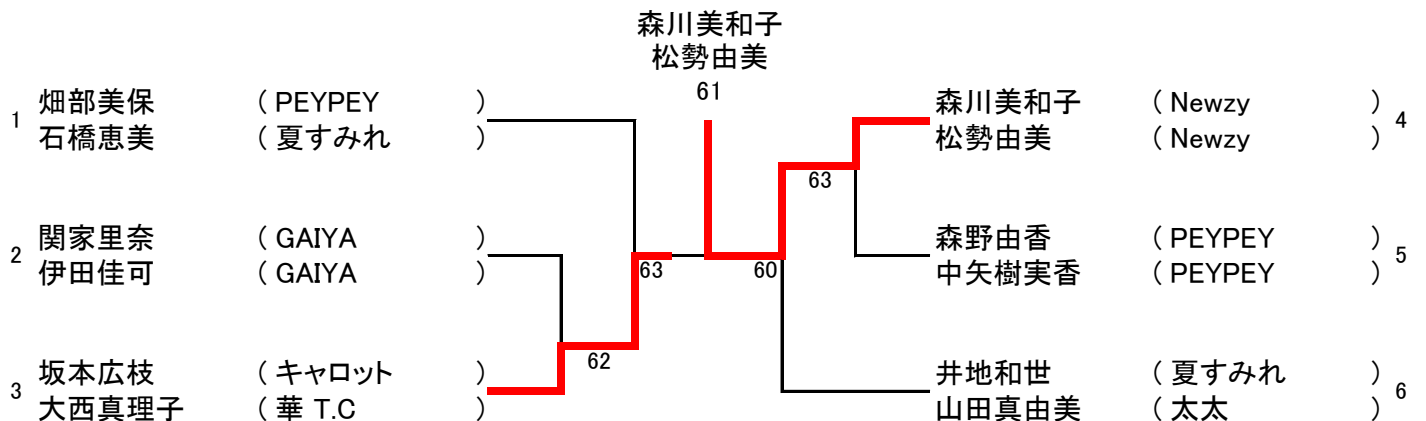 森川美和子
松勢由美
61
1 畑部美保 ( PEYPEY )
石橋恵美 ( 夏すみれ )
2 関家里奈 ( GAIYA )
伊田佳可 ( GAIYA )
3 坂本広枝 ( キャロット )
大西真理子 ( 華 T.C )
62
63
60
63
森川美和子 ( Newzy ) 4
松勢由美 ( Newzy )
森野由香 ( PEYPEY ) 5
中矢樹実香 ( PEYPEY )
井地和世 ( 夏すみれ ) 6
山田真由美 ( 太太 )